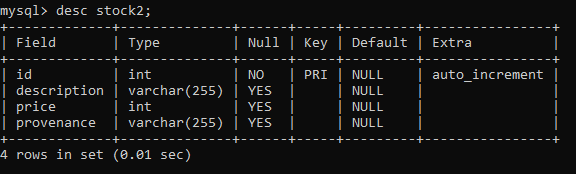 mysql> desc stock2;
+-------------+--------------+------+-----+---------+----------------+
| Field       | Type         | Null | Key | Default | Extra          |
+-------------+--------------+------+-----+---------+----------------+
| id          | int          | NO   | PRI | NULL    | auto_increment |
| description | varchar(255) | YES  |     | NULL    |                |
| price       | int          | YES  |     | NULL    |                |
| provenance  | varchar(255) | YES  |     | NULL    |                |
+-------------+--------------+------+-----+---------+----------------+
4 rows in set (0.01 sec)